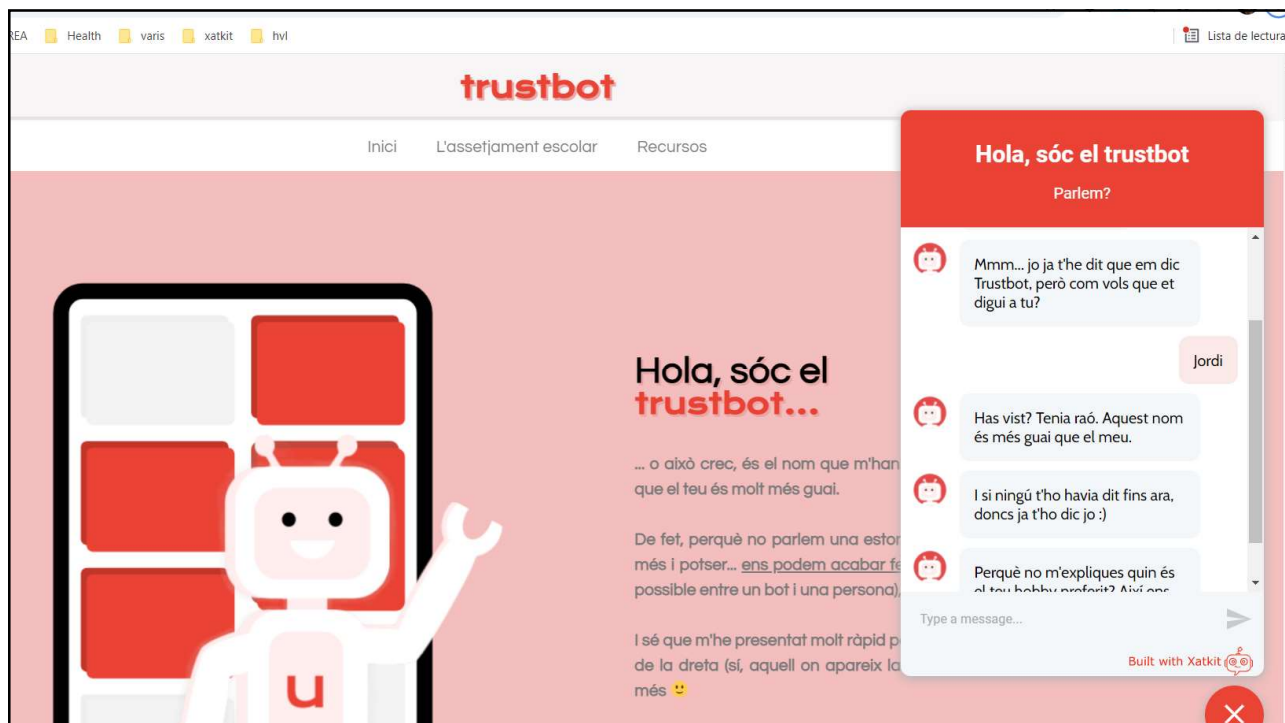 Health varis xatkit hvl
Lista de lectura
trustbot
Inici L'assetjament escolar Recursos
Hola, sóc el
trustbot...
... o això crec, és el nom que m'han
que el teu és molt més guai.
De fet, perquè no parlem una
més i potser... ens podem acabar
possible entre un bot i una persona),
I sé que m'he presentat molt ràpid
de la dreta (sí, aquell on apareix la
més
u
Hola, sóc el trustbot
Parlem?
Mmm... jo ja t'he dit que em dic
Trustbot, però com vols que et
digui a tu?
Jordi
Has vist? Tenia raó. Aquest nom
és més guai que el meu.
I si ningú t'ho havia dit fins ara,
doncs ja t'ho dic jo :)
Perquè no m'expliques quin és
el teu hobby preferit? Així ens
Type a message...
Built with Xatkit